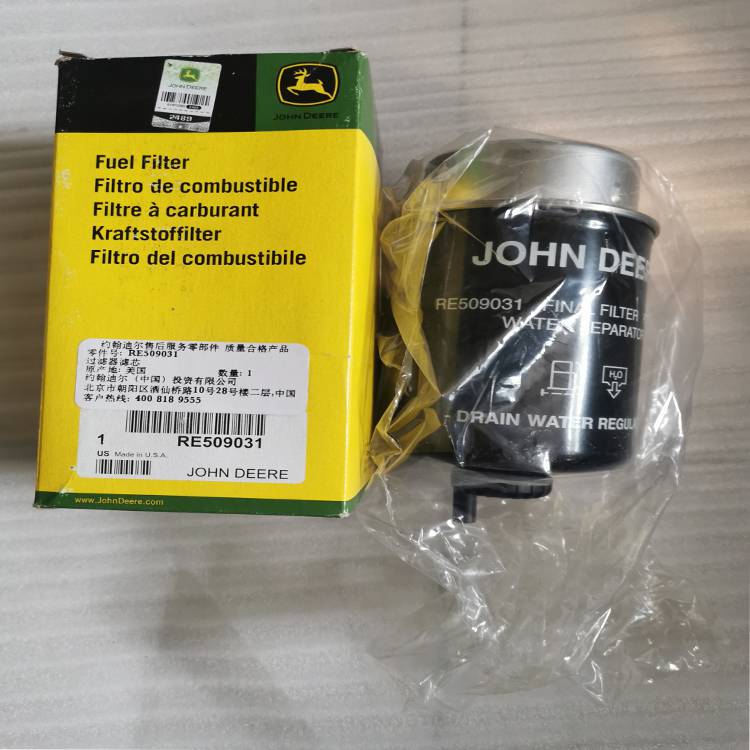 JOHN DEERE
2489
JOHN DEERE
Fuel Filter
Filtro de combustible
Filtre à carburant
Kraftstoffilter
Filtro del combustibile
约翰迪尔售后服务零部件 质量合格产品
零件号: RE509031
过滤器滤芯
原产地: 美国 数量: 1
约翰迪尔 (中国) 投资有限公司
北京市朝阳区酒仙桥路10号28号楼二层,中国
客户热线: 400 818 9555
1 RE509031
US Made in U.S.A.
JOHN DEERE
www.JohnDeere.com
JOHN DEER
RE509031 FINAL FILTER
WATER SEPARATOR
H₂O
DRAIN WATER REGUL